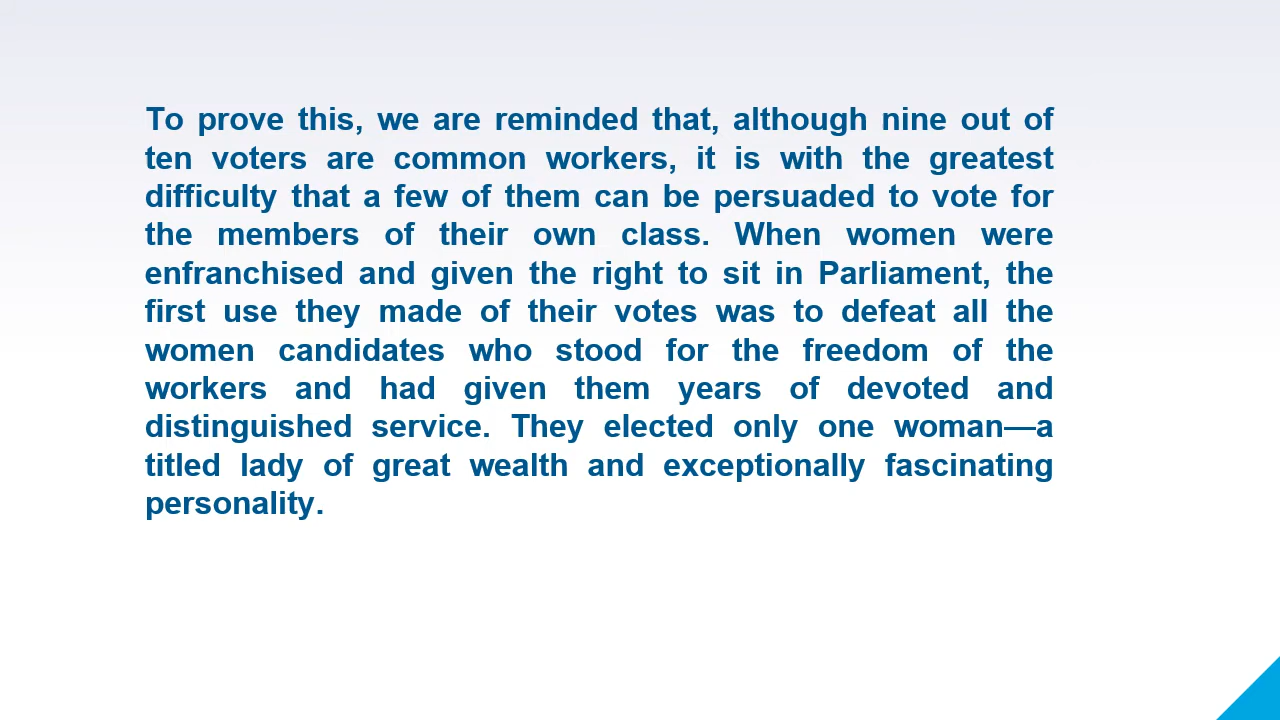 To prove this, we are reminded that, although nine out of
ten voters are common workers, it is with the greatest
difficulty that a few of them can be persuaded to vote for
the members of their own class. When women were
enfranchised and given the right to sit in Parliament, the
first use they made of their votes was to defeat all the
women candidates who stood for the freedom of the
workers and had given them years of devoted and
distinguished service. They elected only one woman—a
titled lady of great wealth and exceptionally fascinating
personality.